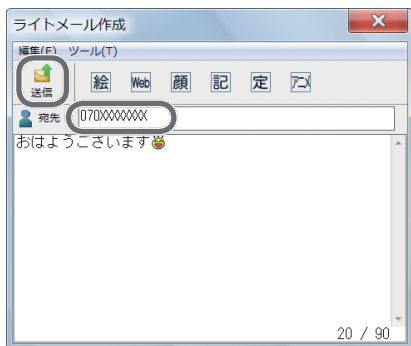 ライトメール作成
編集(E) ツール(T)
送信 絵 Web 顔 記 定 アニメ
宛先 070XXXXXXX
おはようございます
20 / 90